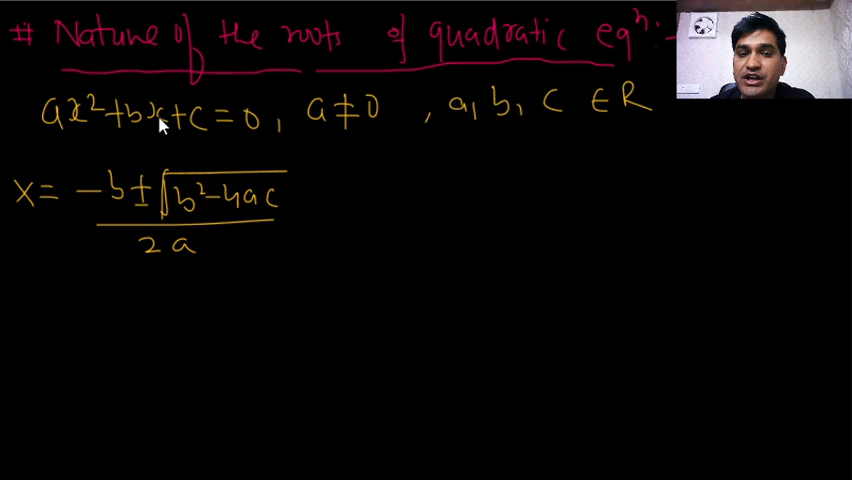 # Nature of the roots of quadratic eqⁿ:-
ax²+bx+c=0, a≠0, a, b, c ∈R
x= -b±√b²-4ac
2a